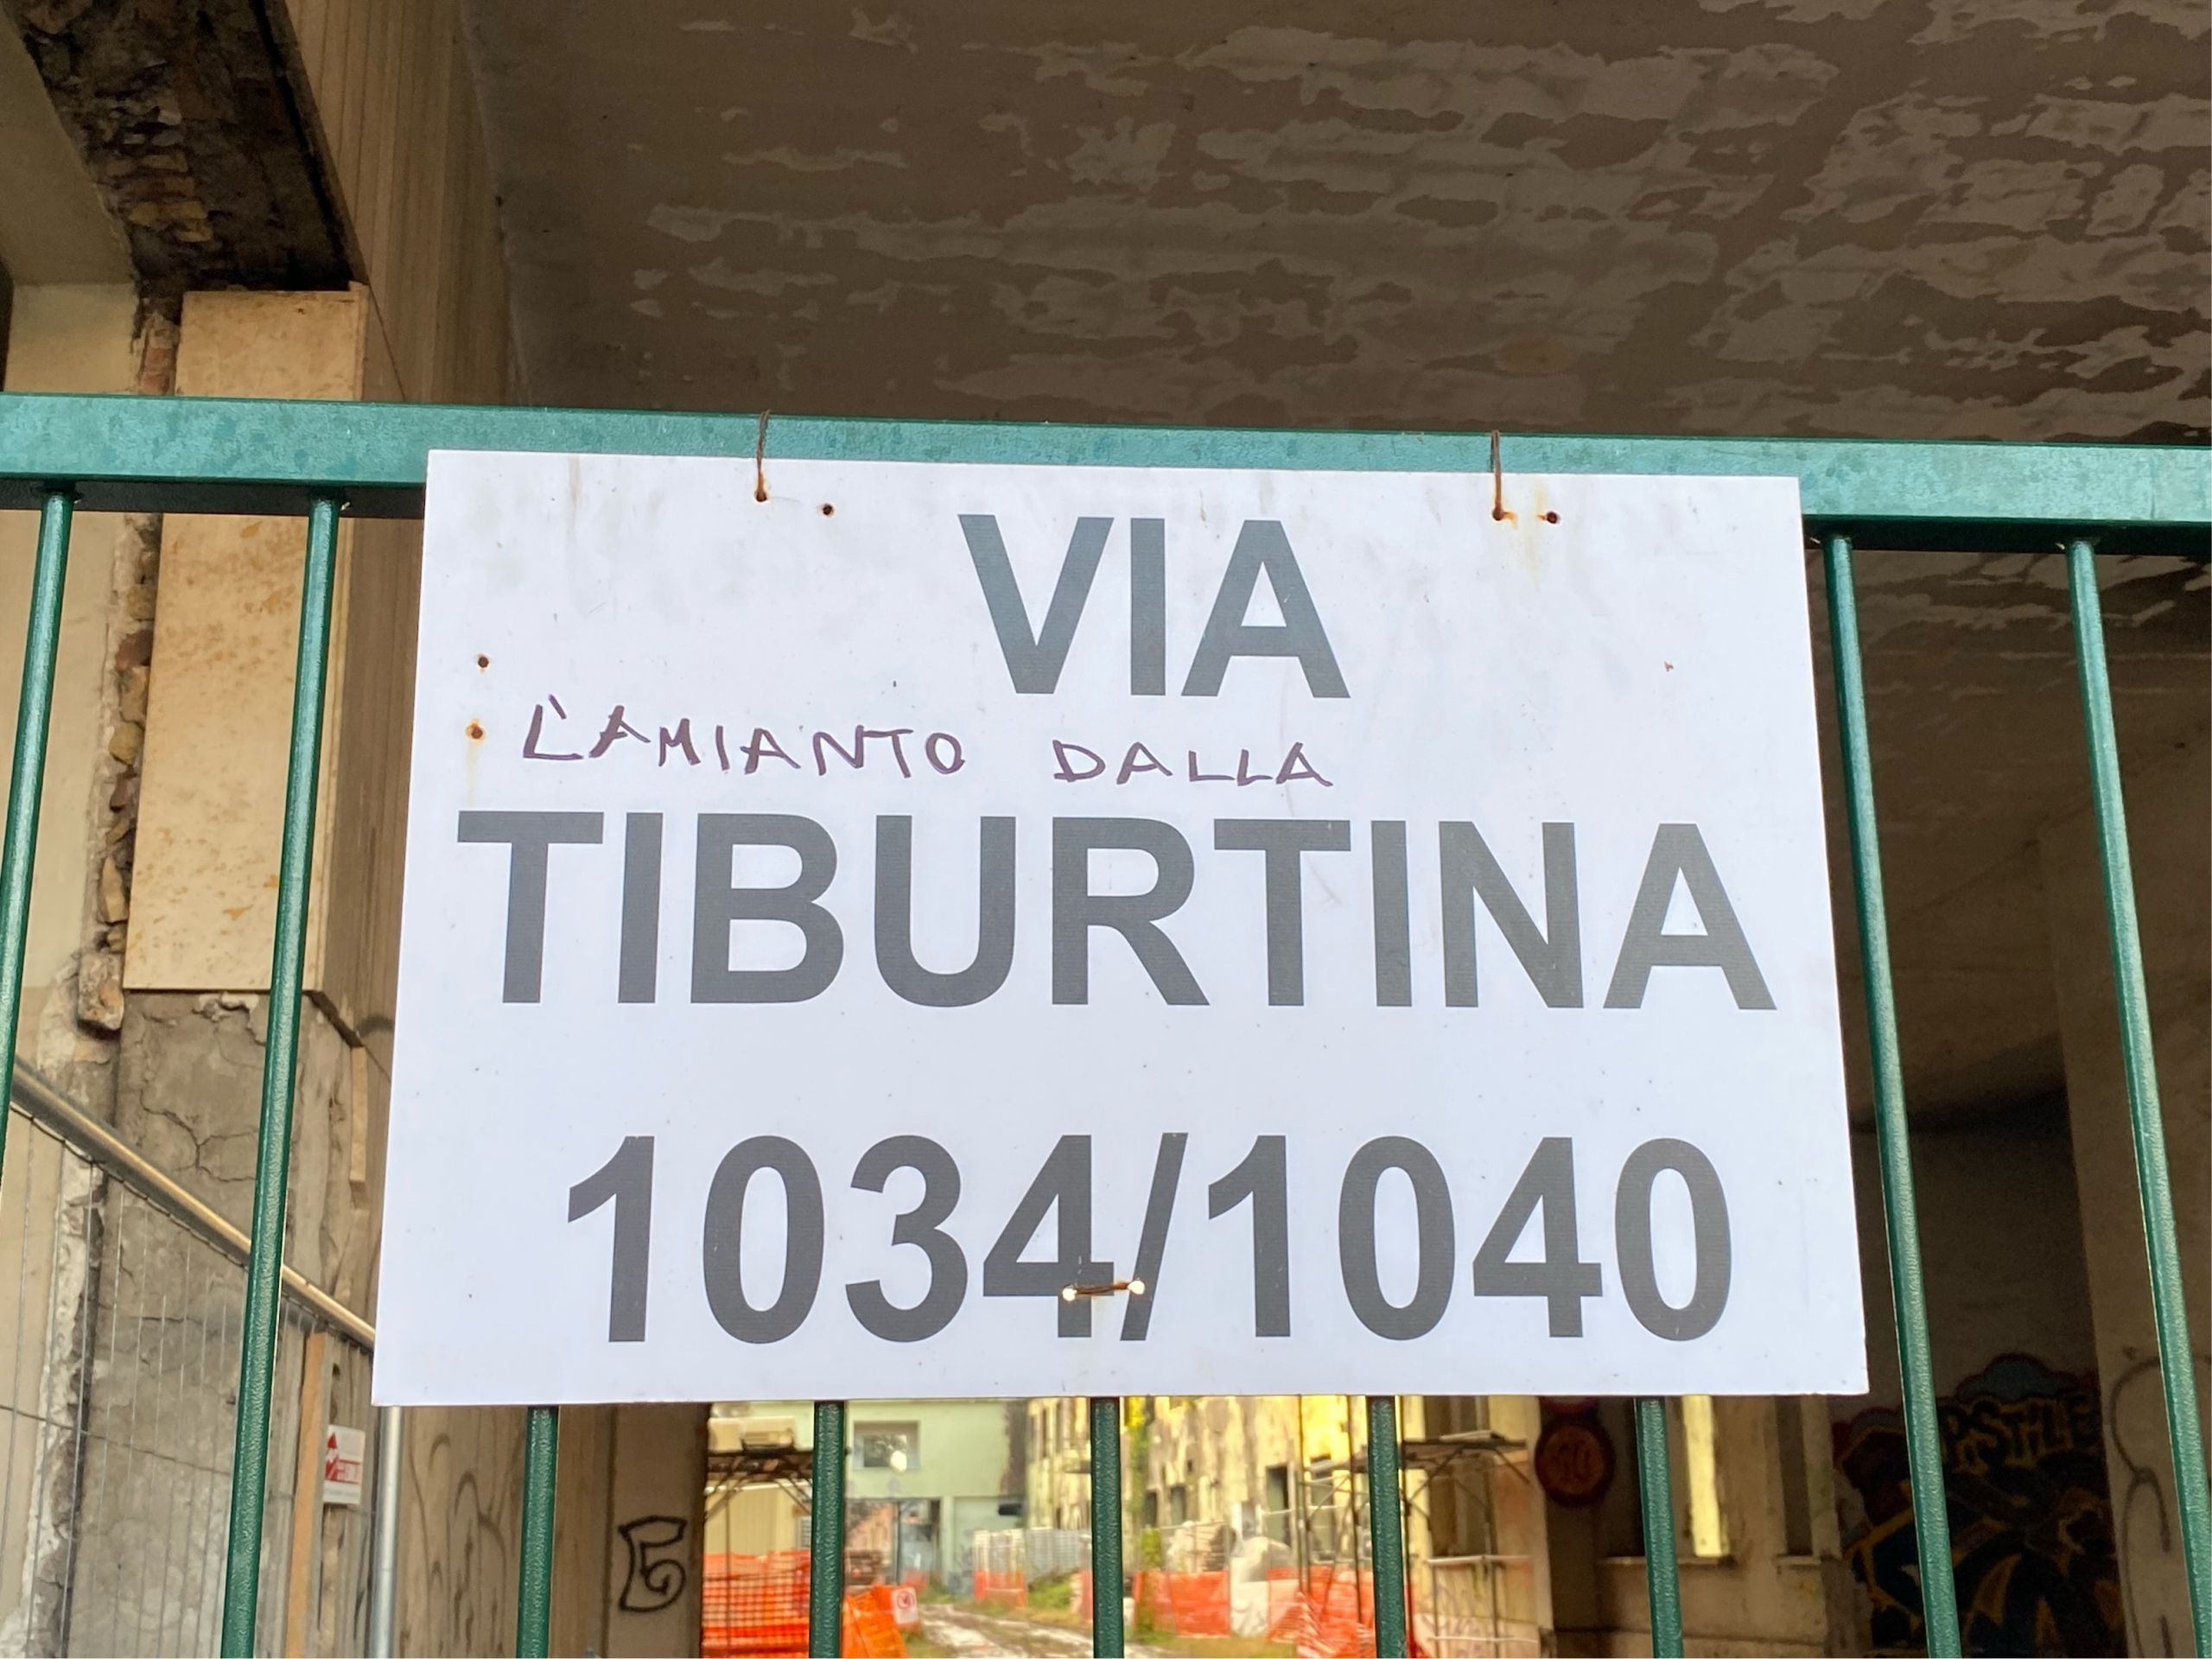 VIA
L'AMIANTO DALLA
TIBURTINA
1034/1040